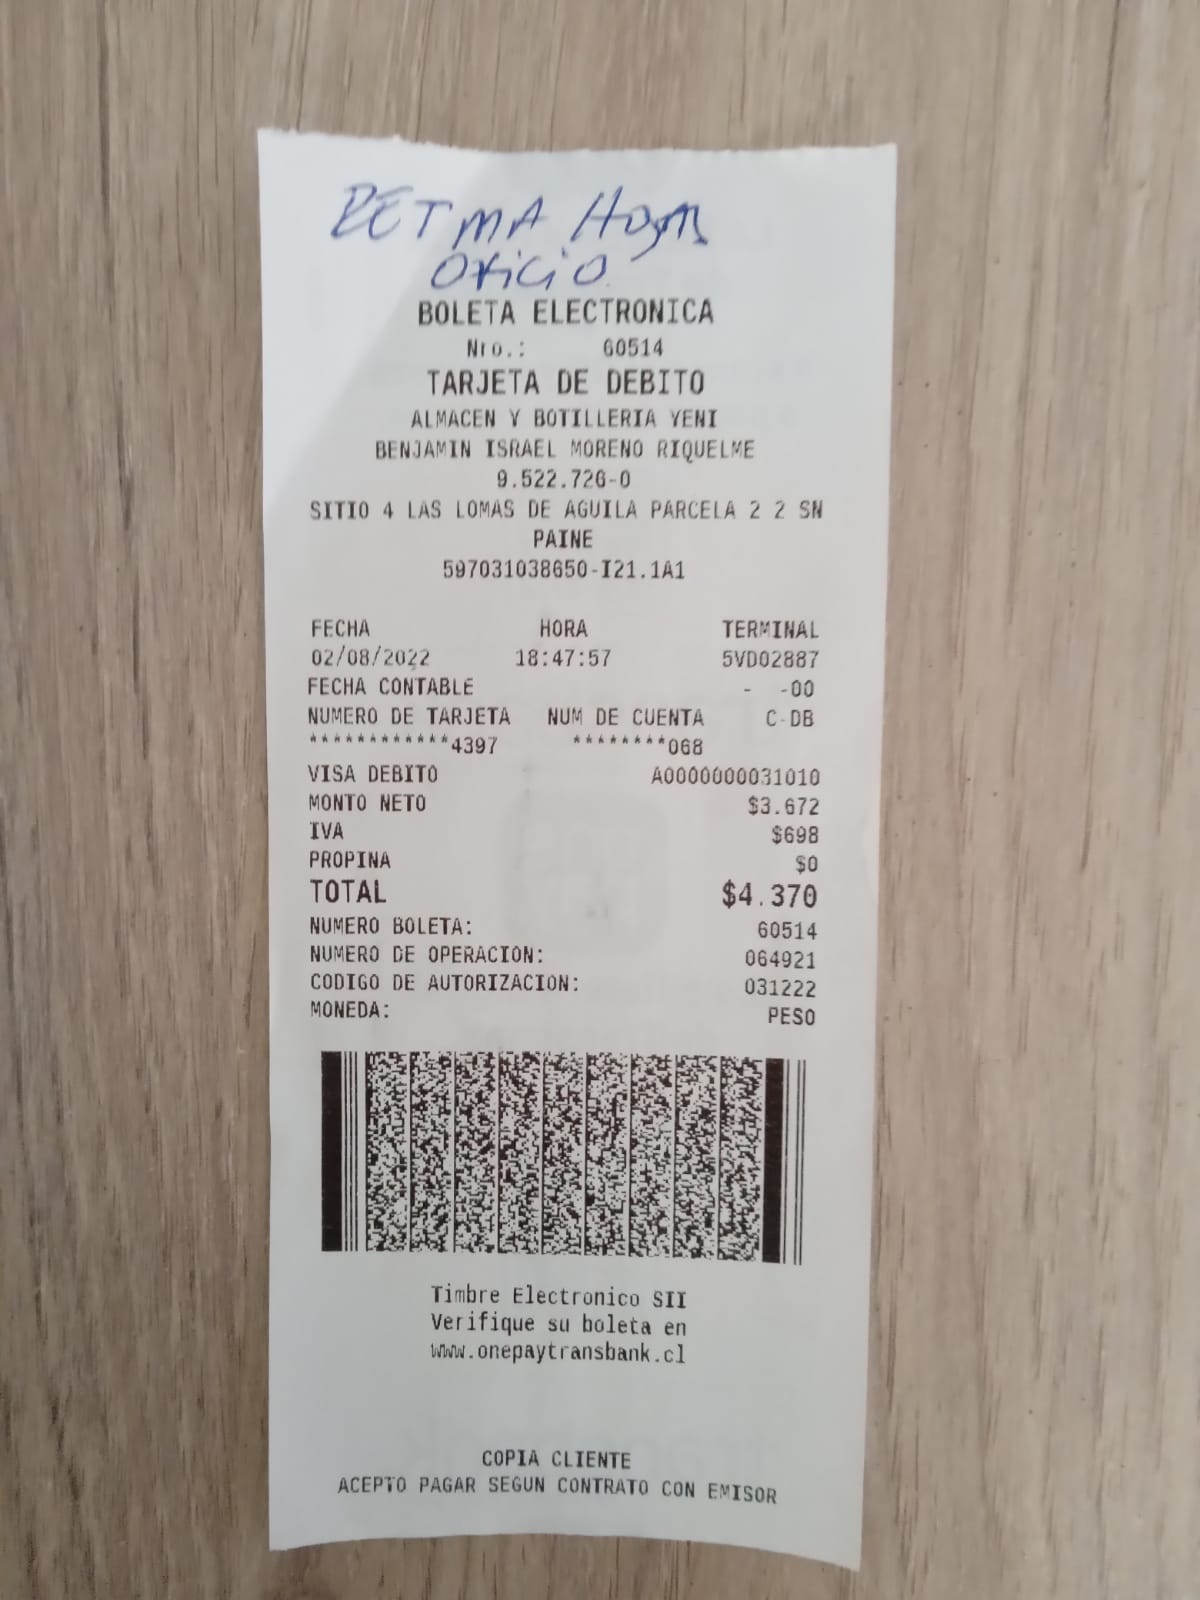 RETMA Hojas
OFICIO
BOLETA ELECTRONICA
Nro.: 60514
TARJETA DE DEBITO
ALMACEN Y BOTILLERIA YENI
BENJAMIN ISRAEL MORENO RIQUELME
9.522.726-0
SITIO 4 LAS LOMAS DE AGUILA PARCELA 2 2 SN
PAINE
597031038650-I21.1A1
FECHA HORA TERMINAL
02/08/2022 18:47:57 5VD02887
FECHA CONTABLE - -00
NUMERO DE TARJETA NUM DE CUENTA C-DB
************4397 ********068
VISA DEBITO A0000000031010
MONTO NETO $3.672
IVA $698
PROPINA $0
TOTAL $4.370
NUMERO BOLETA: 60514
NUMERO DE OPERACION: 064921
CODIGO DE AUTORIZACION: 031222
MONEDA: PESO
Timbre Electronico SII
Verifique su boleta en
www.onepaytransbank.cl
COPIA CLIENTE
ACEPTO PAGAR SEGUN CONTRATO CON EMISOR